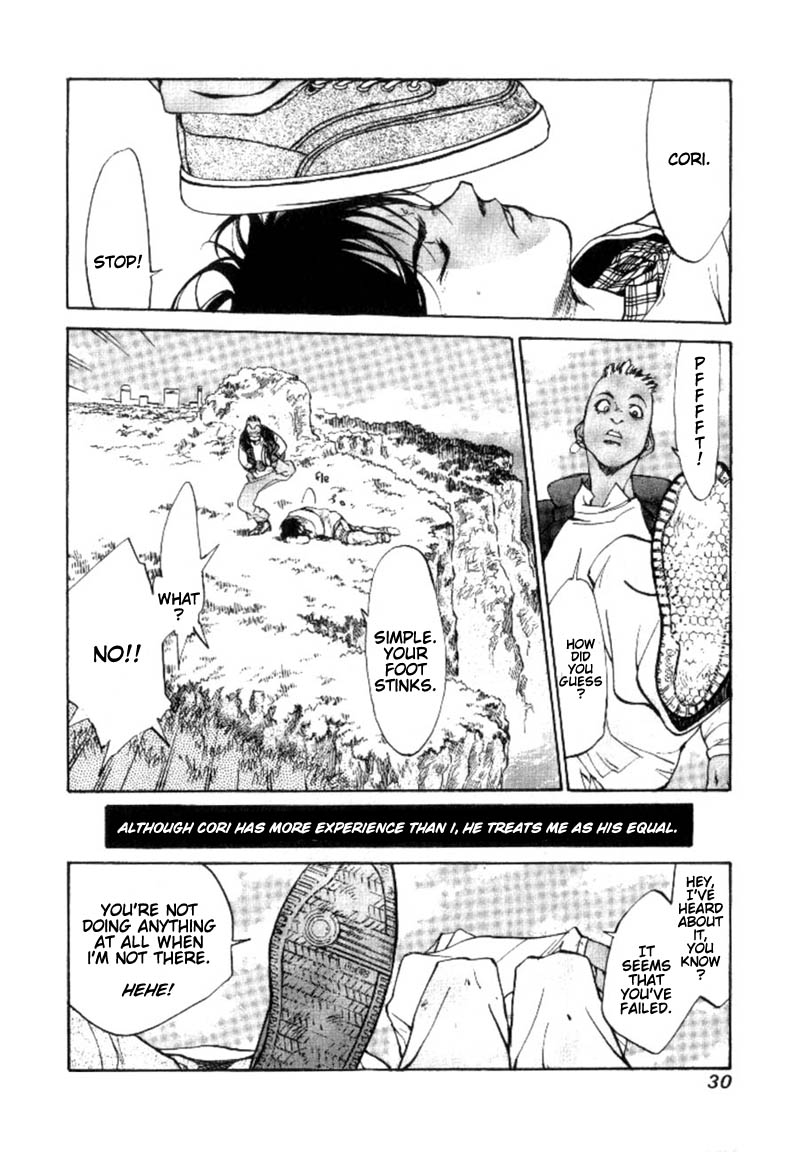 CORI.
STOP!
PFFFFT!
HOW
DID
YOU
GUESS
?
SIMPLE.
YOUR
FOOT
STINKS.
WHAT
?
NO!!
ALTHOUGH CORI HAS MORE EXPERIENCE THAN I, HE TREATS ME AS HIS EQUAL.
HEY,
I'VE
HEARD
ABOUT
IT,
YOU
KNOW
?
IT
SEEMS
THAT
YOU'VE
FAILED.
YOU'RE NOT
DOING ANYTHING
AT ALL WHEN
I'M NOT THERE.
HEHE!
30